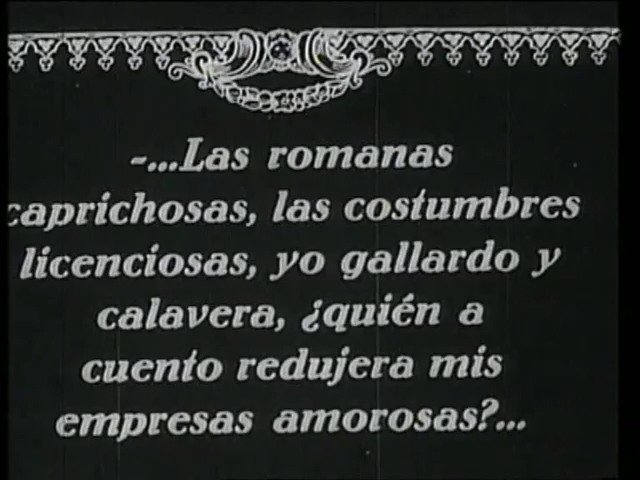 -...Las romanas
caprichosas, las costumbres
licenciosas, yo gallardo y
calavera, ¿quién a
cuento redujera mis
empresas amorosas?...